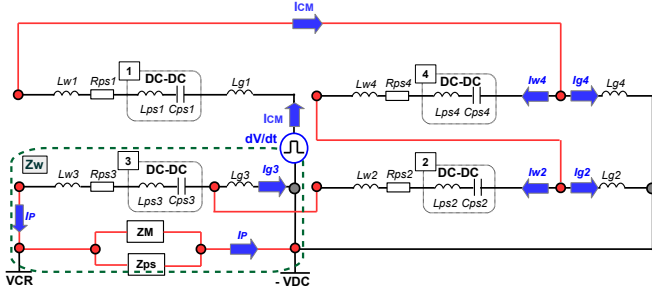 ICM
1
DC-DC
Lw1 Rps1 Lps1 Cps1 Lg1
4
DC-DC
Lw4 Rps4 Lps4 Cps4 Iw4 Ig4 Lg4
ICM
dV/dt
Zw
3
DC-DC
Lw3 Rps3 Lps3 Cps3 Lg3 Ig3
2
DC-DC
Lw2 Rps2 Lps2 Cps2 Iw2 Ig2 Lg2
IP
ZM
IP
Zps
VCR
- VDC